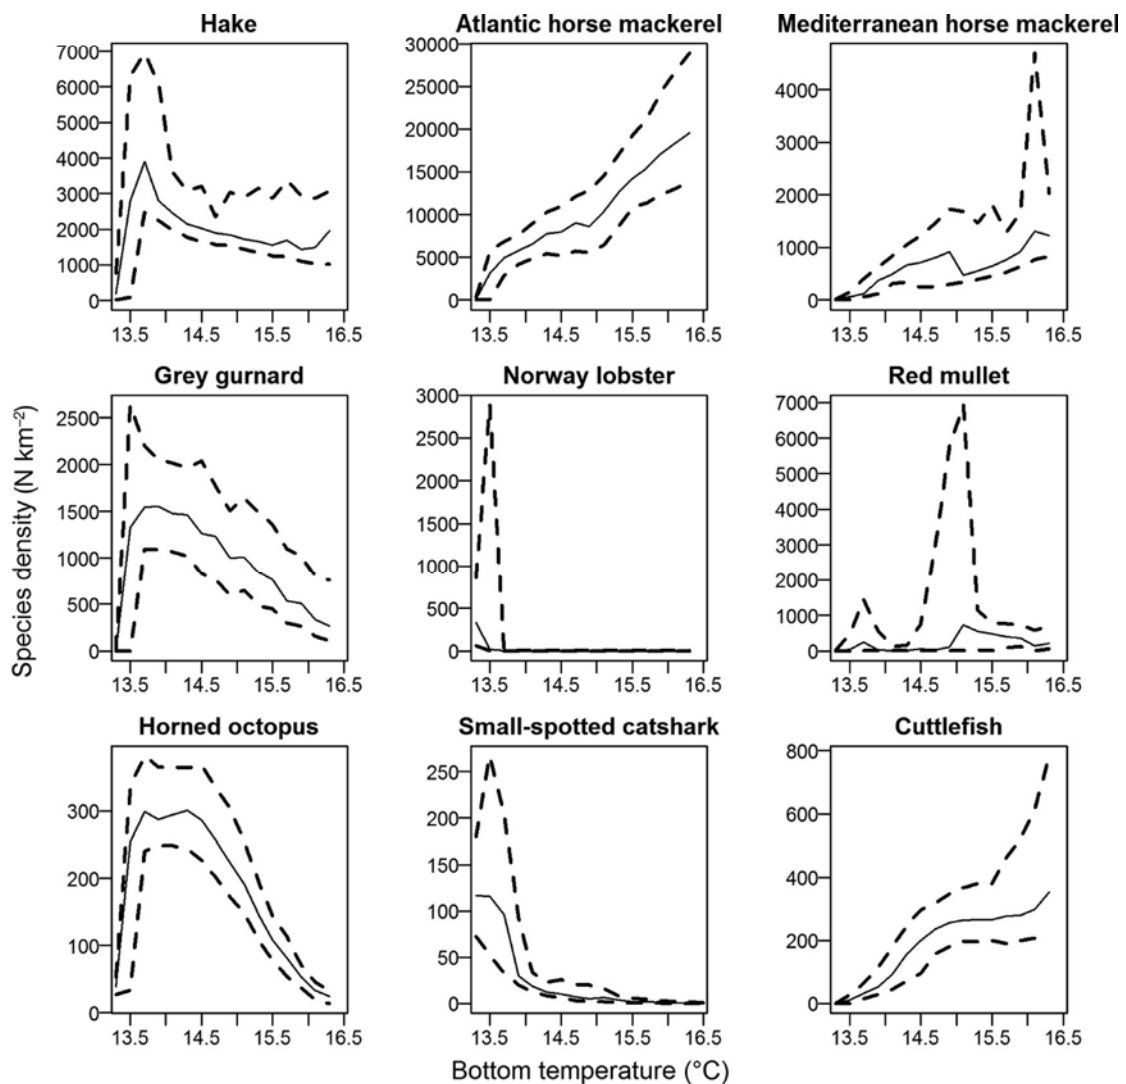 Hake
Atlantic horse mackerel
Mediterranean horse mackerel
7000
6000
5000
4000
3000
2000
1000
0
13.5 14.5 15.5 16.5
30000
25000
20000
15000
10000
5000
0
13.5 14.5 15.5 16.5
4000
3000
2000
1000
0
13.5 14.5 15.5 16.5
Species density (N km⁻²)
Grey gurnard
Norway lobster
Red mullet
2500
2000
1500
1000
500
0
13.5 14.5 15.5 16.5
3000
2500
2000
1500
1000
500
0
13.5 14.5 15.5 16.5
7000
6000
5000
4000
3000
2000
1000
0
13.5 14.5 15.5 16.5
Horned octopus
Small-spotted catshark
Cuttlefish
300
200
100
0
13.5 14.5 15.5 16.5
250
200
150
100
50
0
13.5 14.5 15.5 16.5
800
600
400
200
0
13.5 14.5 15.5 16.5
Bottom temperature (°C)